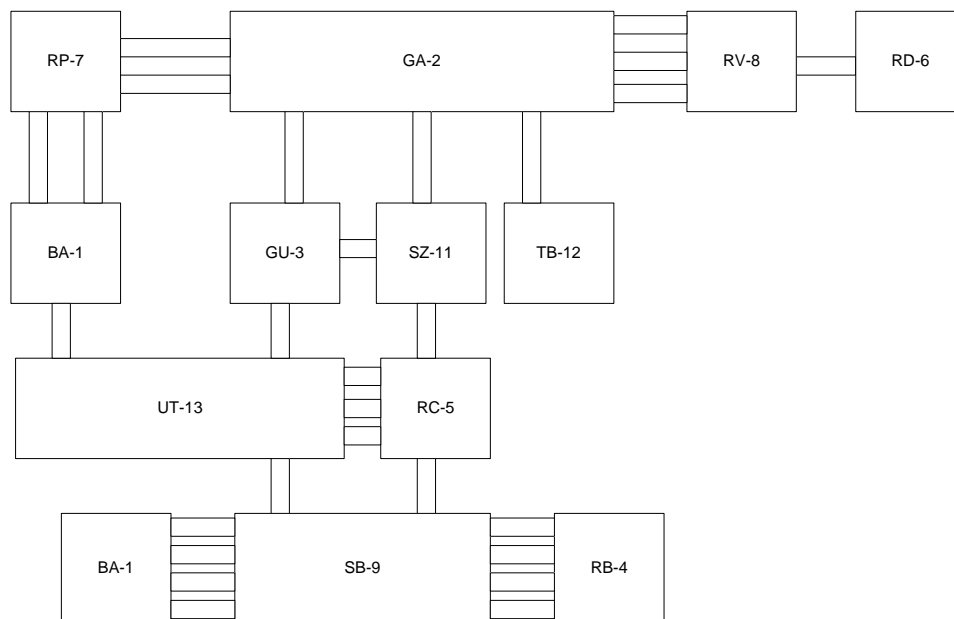 RP-7
GA-2
RV-8
RD-6
BA-1
GU-3
SZ-11
TB-12
UT-13
RC-5
BA-1
SB-9
RB-4